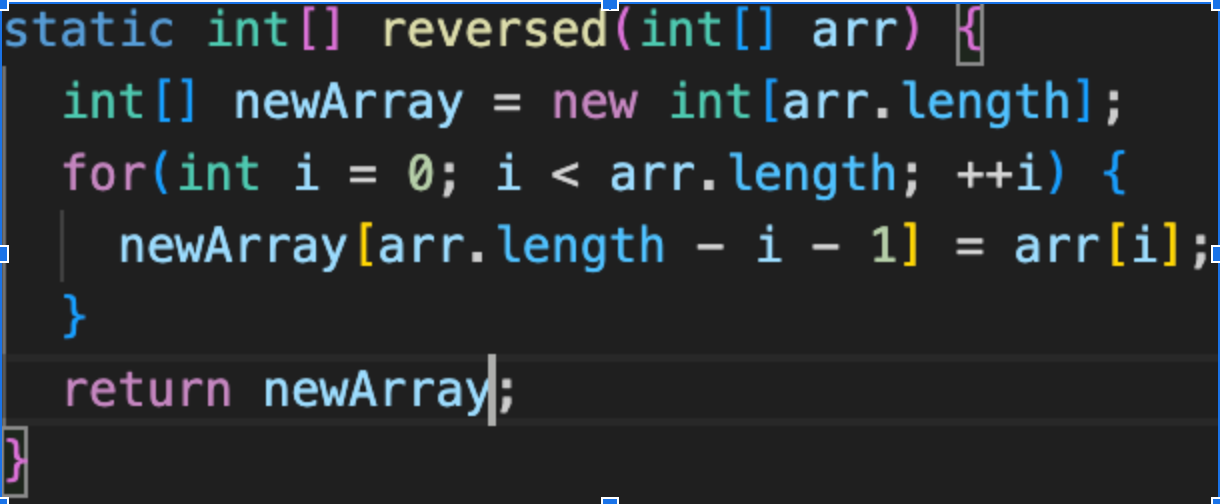 static int[] reversed(int[] arr) {
  int[] newArray = new int[arr.length];
  for(int i = 0; i < arr.length; ++i) {
    newArray[arr.length - i - 1] = arr[i];
  }
  return newArray;
}